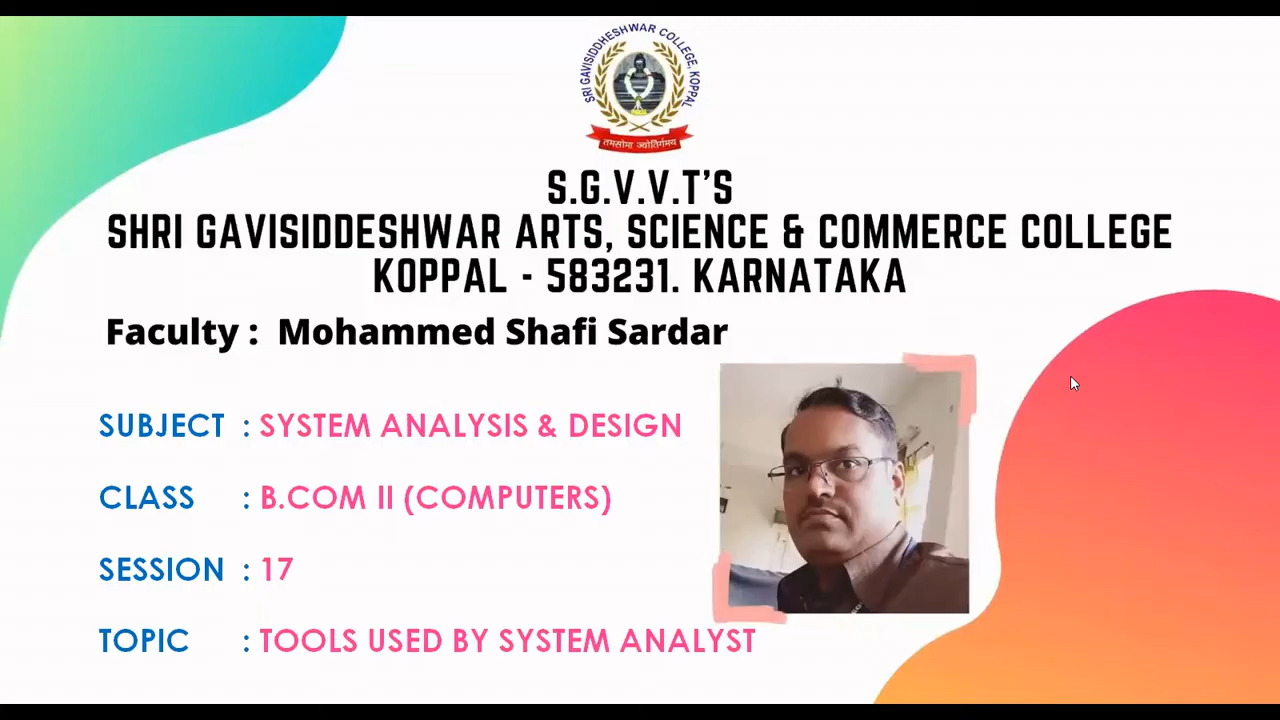 SRI GAVISIDDHESHWAR COLLEGE, KOPPAL
तमसोमा ज्योतिर्गमय
S.G.V.V.T'S
SHRI GAVISIDDESHWAR ARTS, SCIENCE & COMMERCE COLLEGE
KOPPAL - 583231. KARNATAKA
Faculty : Mohammed Shafi Sardar
SUBJECT : SYSTEM ANALYSIS & DESIGN
CLASS : B.COM II (COMPUTERS)
SESSION : 17
TOPIC : TOOLS USED BY SYSTEM ANALYST